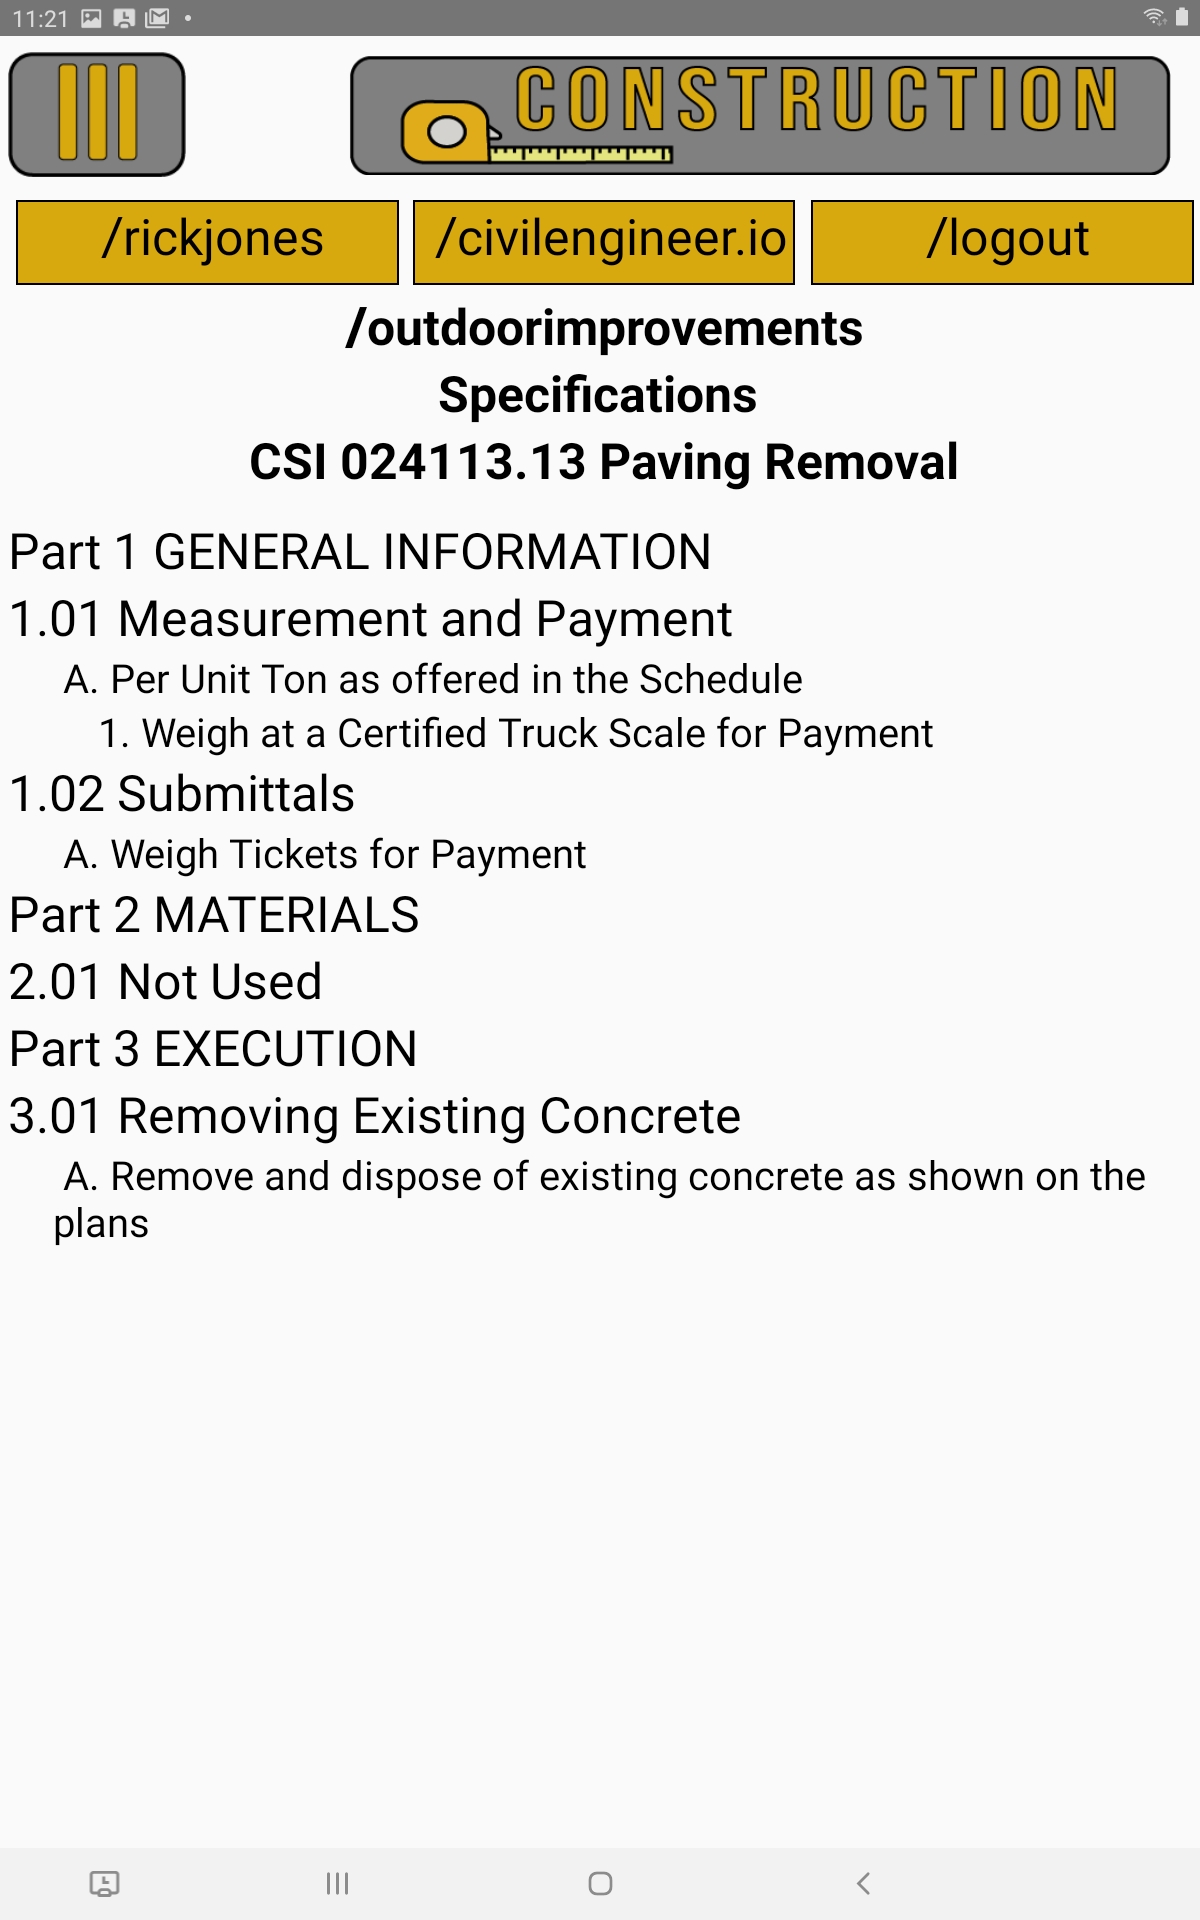 11:21
CONSTRUCTION
/rickjones
/civilengineer.io
/logout
/outdoorimprovements
Specifications
CSI 024113.13 Paving Removal
Part 1 GENERAL INFORMATION
1.01 Measurement and Payment
A. Per Unit Ton as offered in the Schedule
1. Weigh at a Certified Truck Scale for Payment
1.02 Submittals
A. Weigh Tickets for Payment
Part 2 MATERIALS
2.01 Not Used
Part 3 EXECUTION
3.01 Removing Existing Concrete
A. Remove and dispose of existing concrete as shown on the
plans